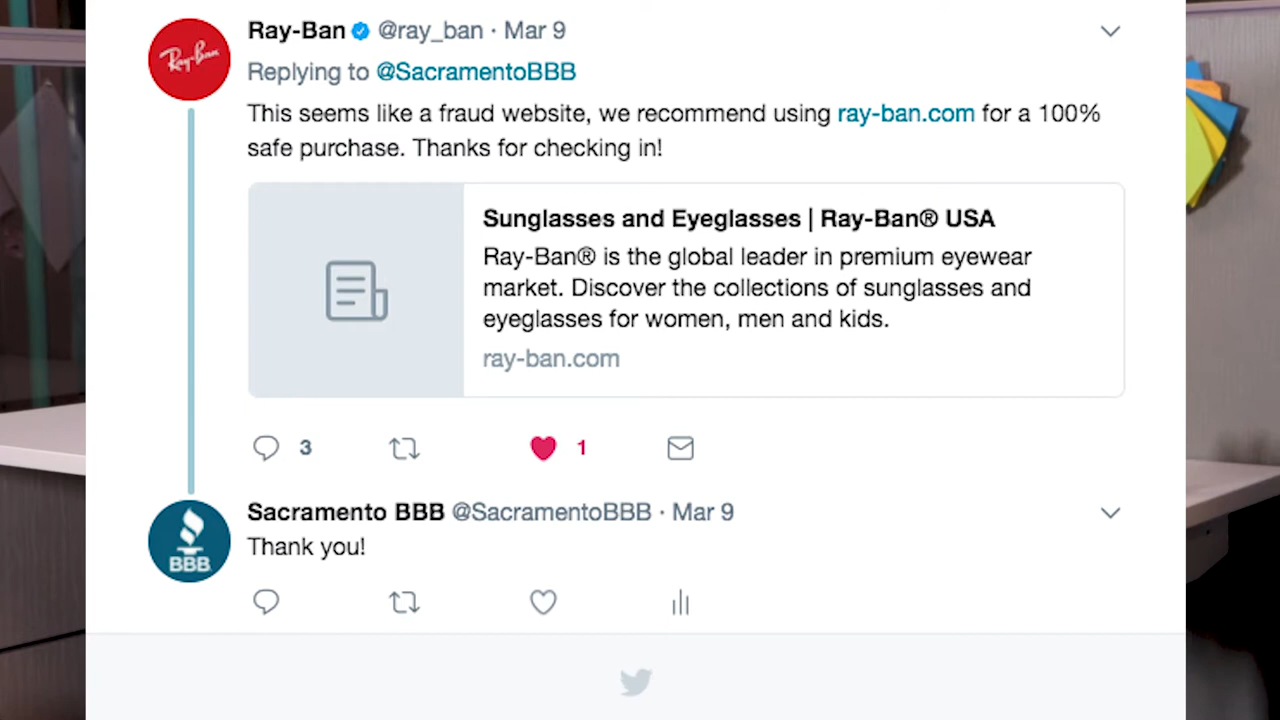 Ray-Ban
Ray-Ban @ray_ban · Mar 9
Replying to @SacramentoBBB
This seems like a fraud website, we recommend using ray-ban.com for a 100%
safe purchase. Thanks for checking in!
Sunglasses and Eyeglasses | Ray-Ban® USA
Ray-Ban® is the global leader in premium eyewear
market. Discover the collections of sunglasses and
eyeglasses for women, men and kids.
ray-ban.com
3 1
BBB
Sacramento BBB @SacramentoBBB · Mar 9
Thank you!